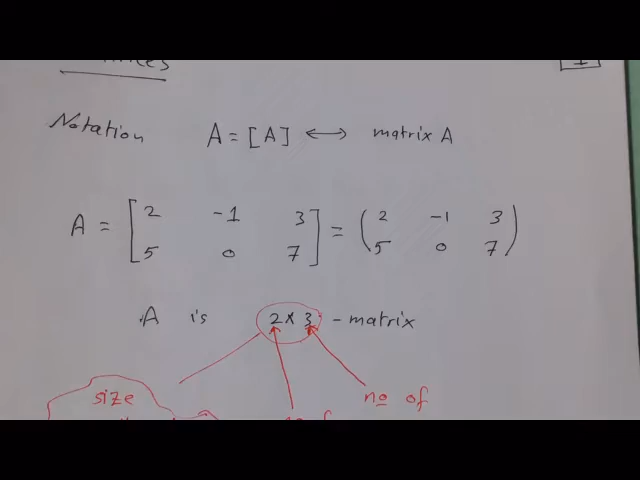 Notation A = [A] ↔ matrix A
A = [2 -1 3 = (2 -1 3
5 0 7] 5 0 7)
A is 2 x 3 - matrix
size no of